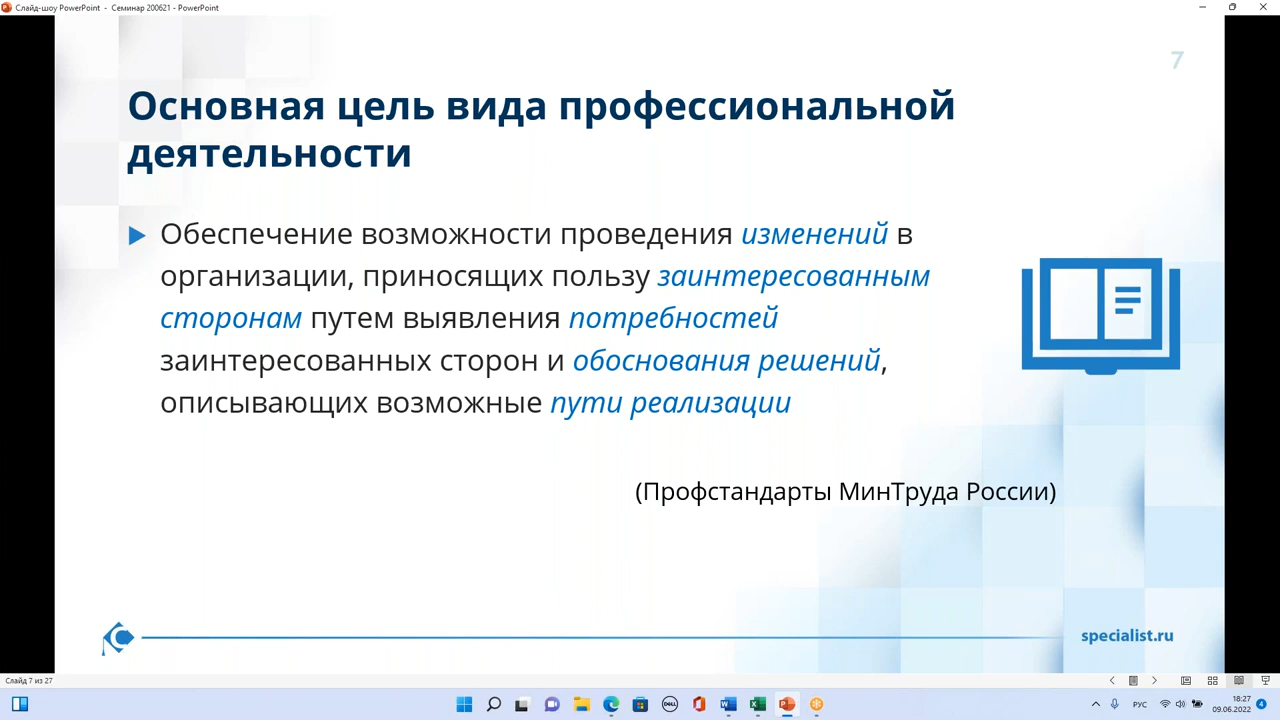 Слайд-шоу PowerPoint - Семинар 200621 - PowerPoint
7
Основная цель вида профессиональной
деятельности
Обеспечение возможности проведения изменений в
организации, приносящих пользу заинтересованным
сторонам путем выявления потребностей
заинтересованных сторон и обоснования решений,
описывающих возможные пути реализации
(Профстандарты МинТруда России)
specialist.ru
Слайд 7 из 27
DELL
W
X
P
РУС
18:27
09.06.2022
4